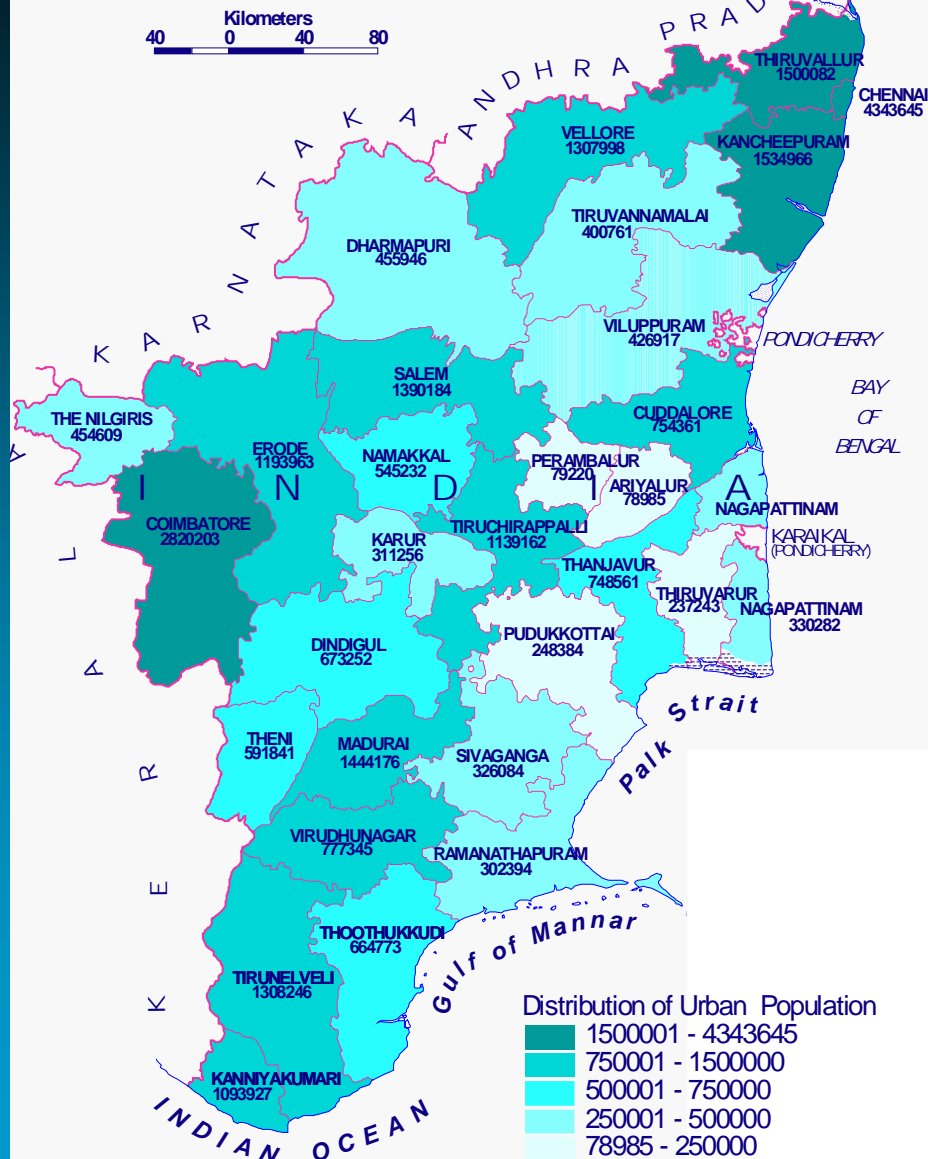 Kilometers
40 0 40 80
ANDHRA PRAD
KARNATAKA
KERALA
THIRUVALLUR
1500082
CHENNAI
4343645
VELLORE
1307998
KANCHEEPURAM
1534966
TIRUVANNAMALAI
400761
DHARMAPURI
455946
VILUPPURAM
426917
PONDICHERRY
BAY
OF
BENGAL
SALEM
1390184
THE NILGIRIS
454609
CUDDALORE
754361
ERODE
1193963
NAMAKKAL
545232
PERAMBALUR
79220
ARIYALUR
78985
I N D I A
NAGAPATTINAM
COIMBATORE
2820203
TIRUCHIRAPPALLI
1139162
KARUR
311256
KARAIKAL
(PONDICHERRY)
THANJAVUR
748561
THIRUVARUR
237243
NAGAPATTINAM
330282
DINDIGUL
673252
PUDUKKOTTAI
248384
Palk Strait
THENI
591841
MADURAI
1444176
SIVAGANGA
326084
VIRUDHUNAGAR
777345
RAMANATHAPURAM
302394
THOOTHUKKUDI
664773
Gulf of Mannar
TIRUNELVELI
1308246
KANNIYAKUMARI
1093927
INDIAN OCEAN
Distribution of Urban Population
1500001 - 4343645
750001 - 1500000
500001 - 750000
250001 - 500000
78985 - 250000